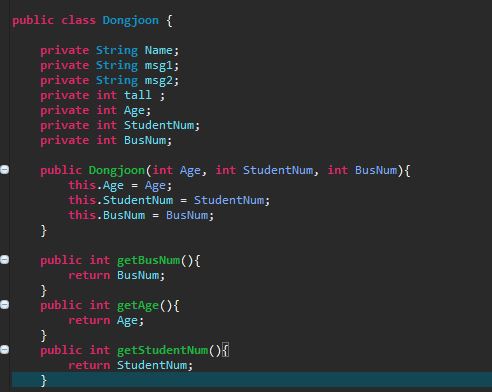 public class Dongjoon {
private String Name;
private String msg1;
private String msg2;
private int tall ;
private int Age;
private int StudentNum;
private int BusNum;
public Dongjoon(int Age, int StudentNum, int BusNum){
this.Age = Age;
this.StudentNum = StudentNum;
this.BusNum = BusNum;
}
public int getBusNum(){
return BusNum;
}
public int getAge(){
return Age;
}
public int getStudentNum(){
return StudentNum;
}